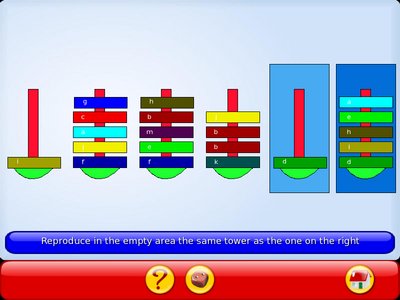 g h
c b e
m b h
e b
l f f k d d
Reproduce in the empty area the same tower as the one on the right
?